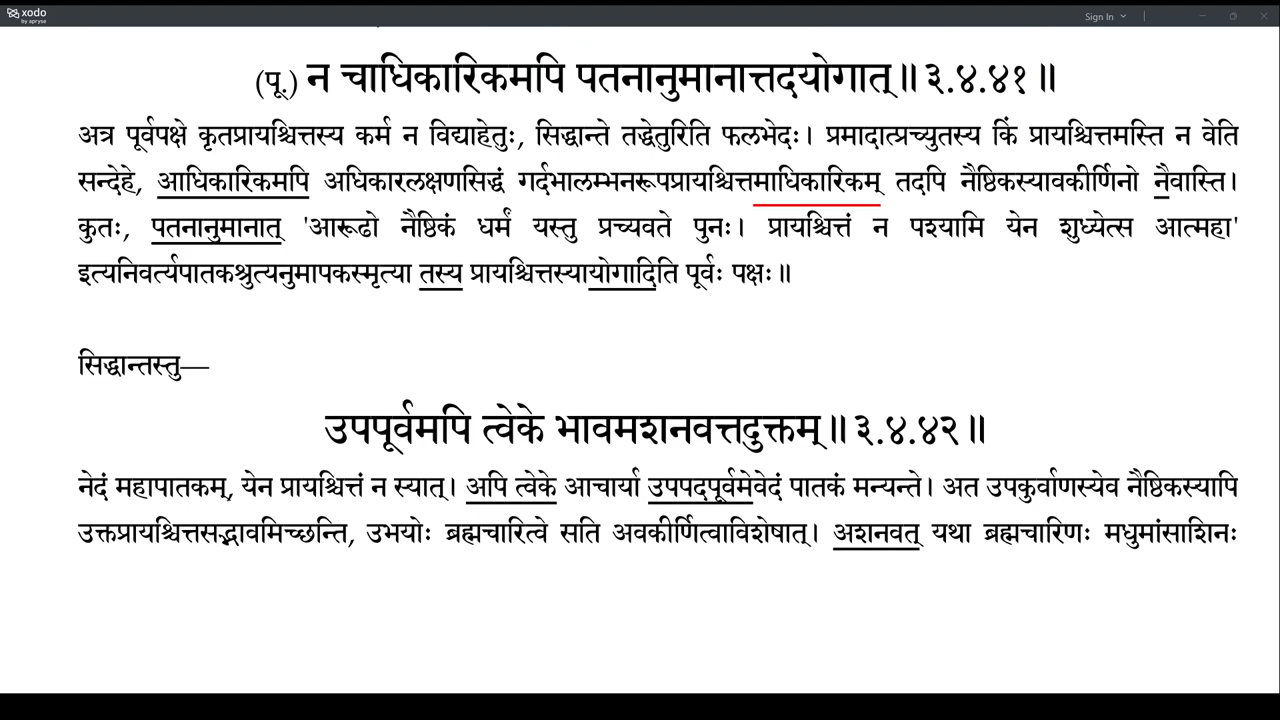 xodo
by apryse
Sign In
(पू.) न चाधिकारिकमपि पतनानुमानात्तदयोगात्॥ ३.४.४१॥
अत्र पूर्वपक्षे कृतप्रायश्चित्तस्य कर्म न विद्याहेतुः, सिद्धान्ते तद्धेतुरिति फलभेदः। प्रमादात्प्रच्युतस्य किं प्रायश्चित्तमस्ति न वेति
सन्देहे, आधिकारिकमपि अधिकारलक्षणसिद्धं गर्दभालम्भनरूपप्रायश्चित्तमाधिकारिकम् तदपि नैष्ठिकस्यावकीर्णिनो नैवास्ति।
कुतः, पतनानुमानात् 'आरूढो नैष्ठिकं धर्मं यस्तु प्रच्यवते पुनः। प्रायश्चित्तं न पश्यामि येन शुध्येत्स आत्महा'
इत्यनिवर्त्यपातकश्रुत्यनुमापकस्मृत्या तस्य प्रायश्चित्तस्यायोगादिति पूर्वः पक्षः॥
सिद्धान्तस्तु—
उपपूर्वमपि त्वेके भावमशनवत्तदुक्तम्॥ ३.४.४२॥
नेदं महापातकम्, येन प्रायश्चित्तं न स्यात्। अपि त्वेके आचार्या उपपदपूर्वमेवेदं पातकं मन्यन्ते। अत उपकुर्वाणस्येव नैष्ठिकस्यापि
उक्तप्रायश्चित्तसद्भावमिच्छन्ति, उभयोः ब्रह्मचारित्वे सति अवकीर्णित्वाविशेषात्। अशनवत् यथा ब्रह्मचारिणः मधुमांसाशिनः